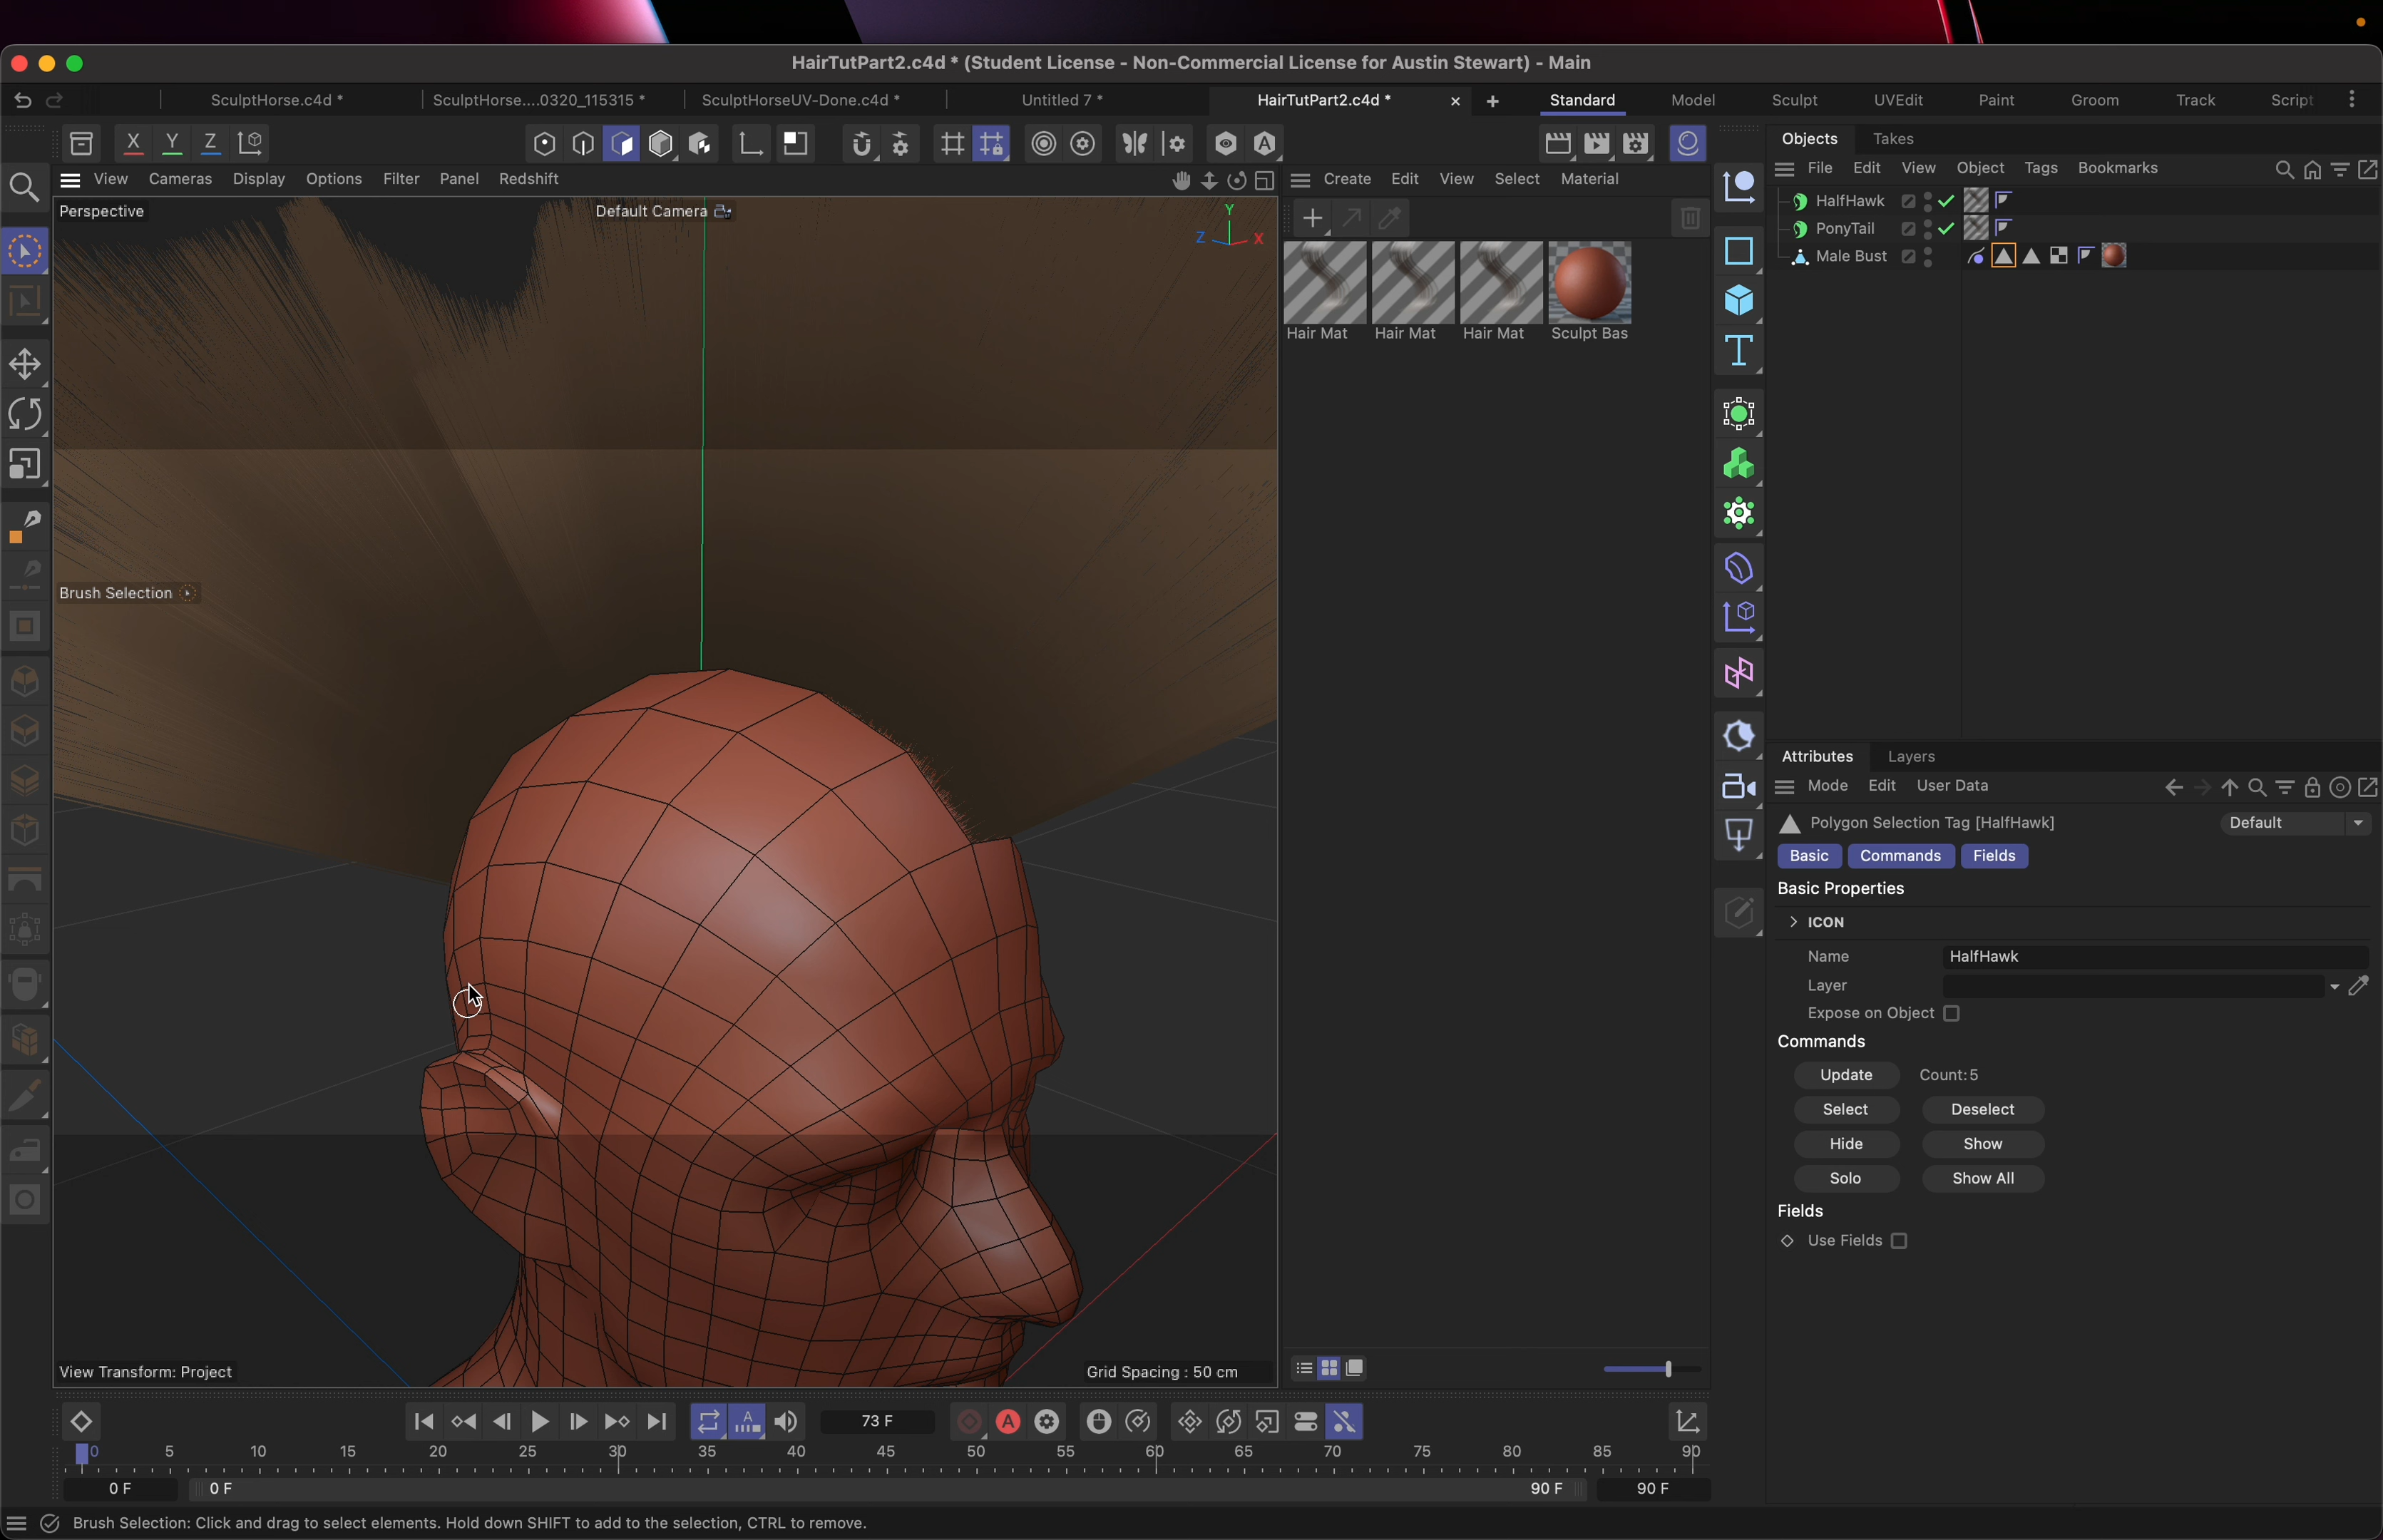 HairTutPart2.c4d * (Student License - Non-Commercial License for Austin Stewart) - Main
SculptHorse.c4d *
SculptHorse....0320_115315 *
SculptHorseUV-Done.c4d *
Untitled 7 *
HairTutPart2.c4d *
Standard
Model
Sculpt
UVEdit
Paint
Groom
Track
Script
X Y Z
Objects
Takes
View
Cameras
Display
Options
Filter
Panel
Redshift
Create
Edit
View
Select
Material
File
Edit
View
Object
Tags
Bookmarks
Perspective
Default Camera
Y
Z
X
HalfHawk
PonyTail
Male Bust
Hair Mat
Hair Mat
Hair Mat
Sculpt Bas
Brush Selection
Attributes
Layers
Mode
Edit
User Data
Polygon Selection Tag [HalfHawk]
Default
Basic
Commands
Fields
Basic Properties
ICON
Name
HalfHawk
Layer
Expose on Object
Commands
Update
Count:5
Select
Deselect
Hide
Show
Solo
Show All
Fields
Use Fields
View Transform: Project
Grid Spacing : 50 cm
A
73 F
A
0 5 10 15 20 25 30 35 40 45 50 55 60 65 70 75 80 85 90
0 F
0 F
90 F
90 F
Brush Selection: Click and drag to select elements. Hold down SHIFT to add to the selection, CTRL to remove.